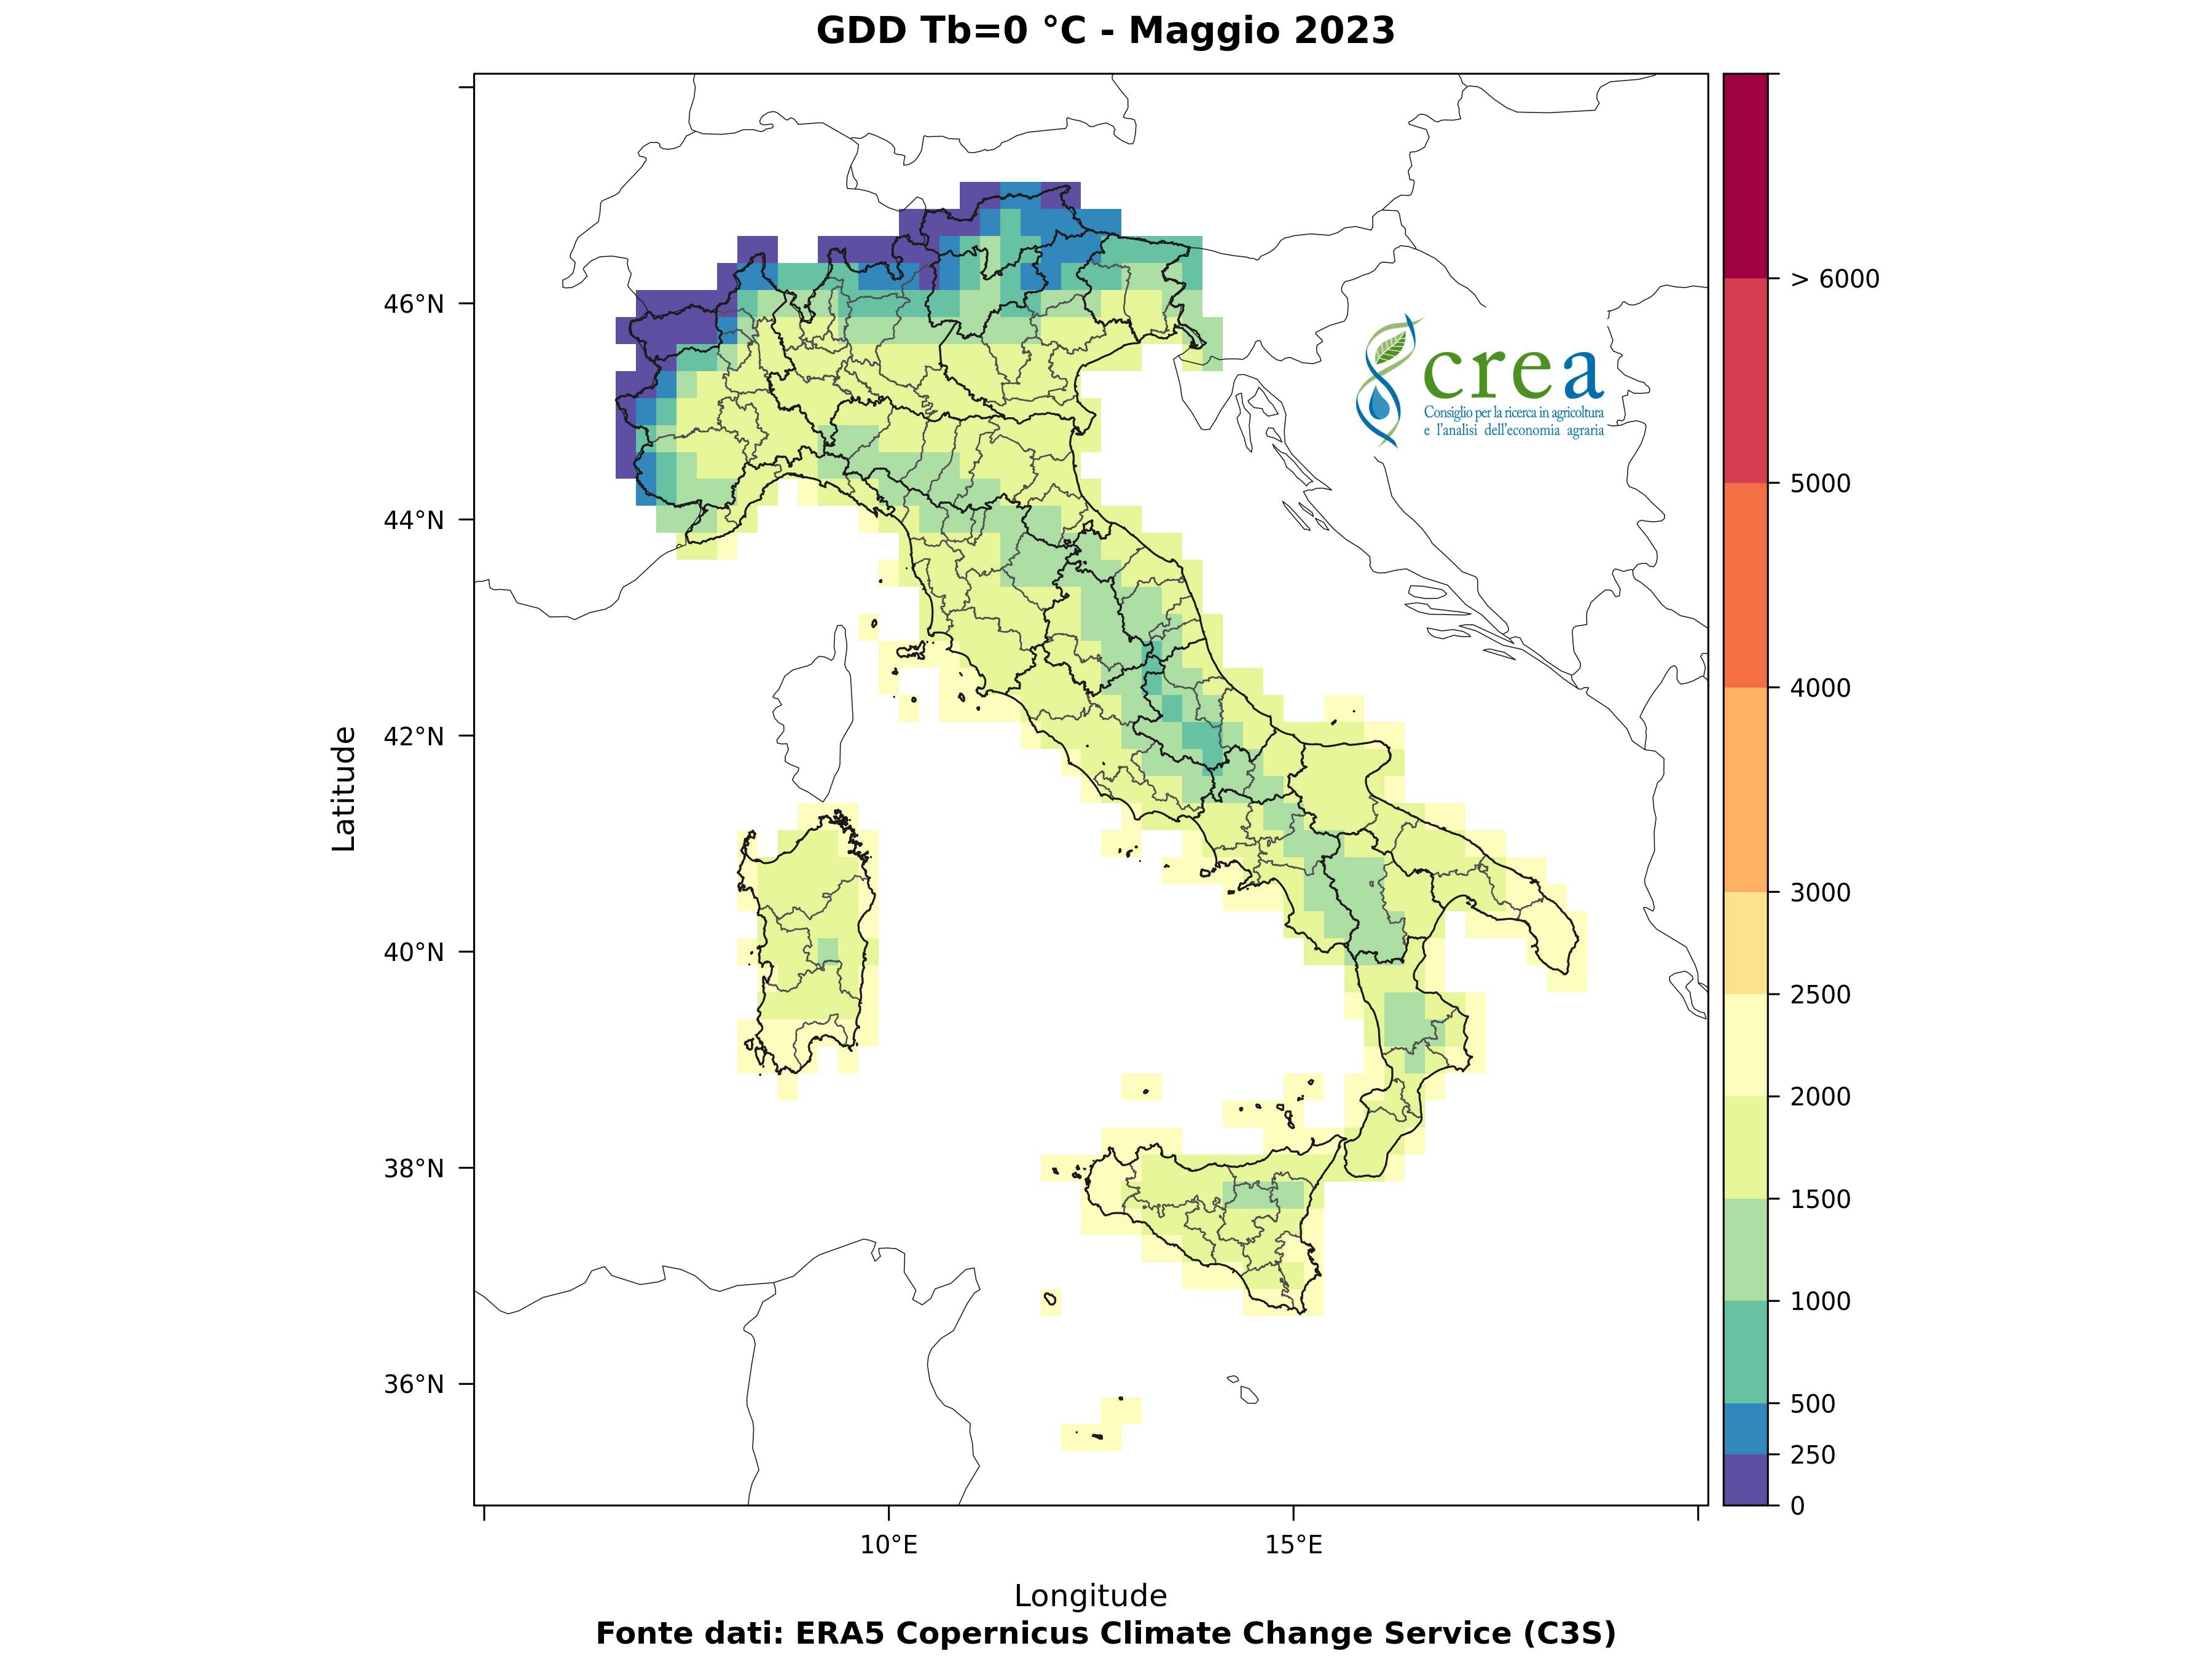 GDD Tb=0 °C - Maggio 2023
> 6000
5000
4000
3000
2500
2000
1500
1000
500
250
0
crea
Consiglio per la ricerca in agricoltura
e l'analisi dell'economia agraria
Latitude
46°N
44°N
42°N
40°N
38°N
36°N
10°E
15°E
Longitude
Fonte dati: ERA5 Copernicus Climate Change Service (C3S)